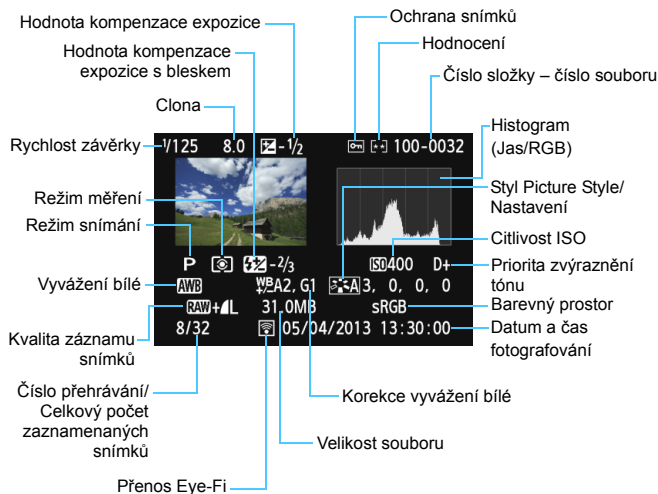 Hodnota kompenzace expozice
Hodnota kompenzace
expozice s bleskem
Clona
Rychlost závěrky
Režim měření
Režim snímání
Vyvážení bílé
Kvalita záznamu
snímků
Číslo přehrávání/
Celkový počet
zaznamenaných
snímků
Přenos Eye-Fi
Ochrana snímků
Hodnocení
Číslo složky – číslo souboru
Histogram
(Jas/RGB)
Styl Picture Style/
Nastavení
Citlivost ISO
Priorita zvýraznění
tónu
Barevný prostor
Datum a čas
fotografování
Korekce vyvážení bílé
Velikost souboru
1/125 8.0 -1/2 100-0032
P -2/3 ISO400 D+
AWB WB A2, G1 A 3, 0, 0, 0
RAW+L 31.0MB sRGB
8/32 05/04/2013 13:30:00